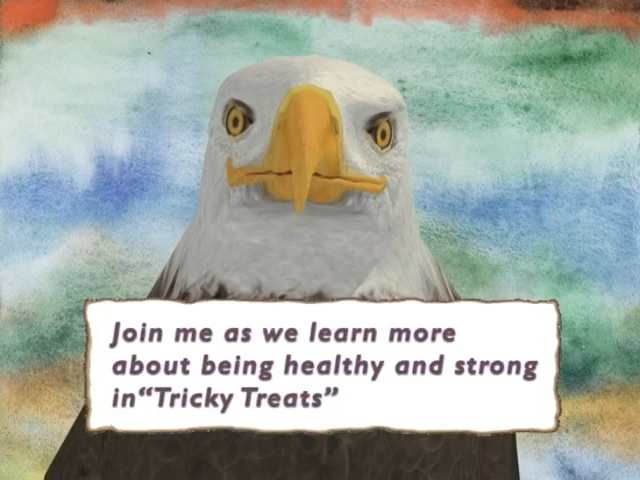 Join me as we learn more
about being healthy and strong
in“Tricky Treats”